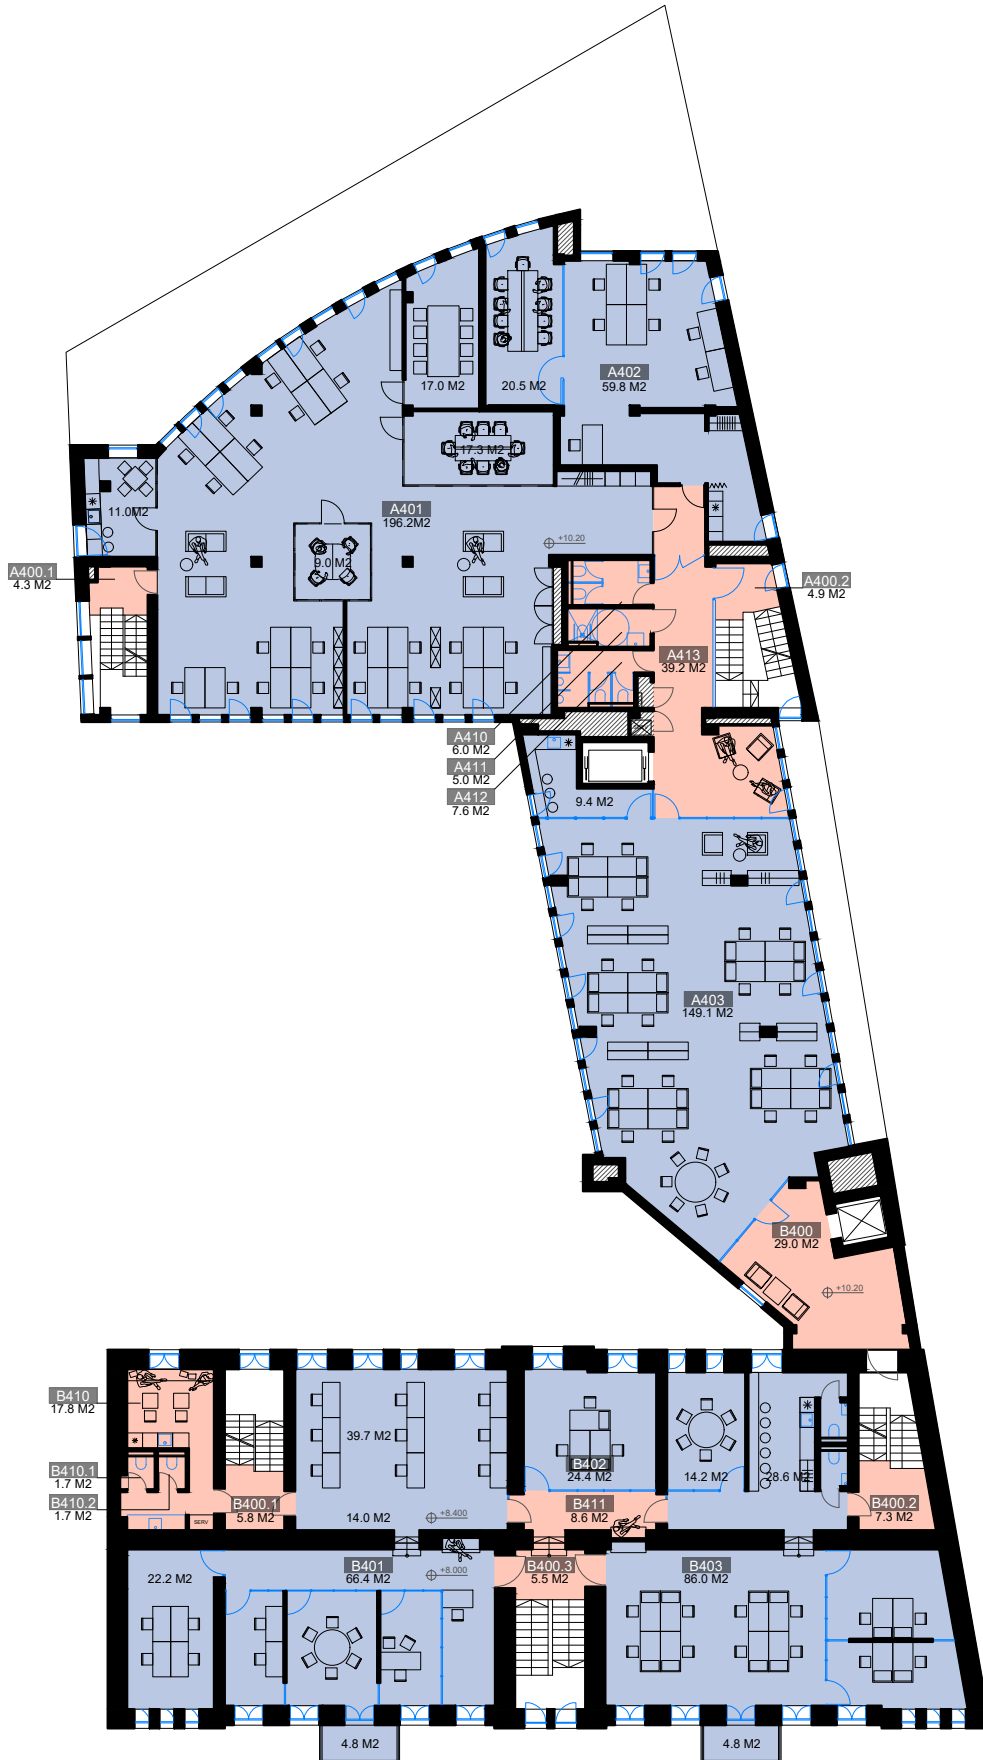 17.0 M2
20.5 M2
A402
59.8 M2
17.3 M2
A401
196.2M2
11.0M2
+10.20
9.0 M2
A400.1
4.3 M2
A400.2
4.9 M2
A413
39.2 M2
A410
6.0 M2
A411
5.0 M2
A412
7.6 M2
9.4 M2
A403
149.1 M2
B400
29.0 M2
+10.20
B410
17.8 M2
39.7 M2
B402
24.4 M2
14.2 M2
28.6 M2
B410.1
1.7 M2
B410.2
1.7 M2
SERV
B400.1
5.8 M2
14.0 M2
+8.400
B411
8.6 M2
B400.2
7.3 M2
22.2 M2
B401
66.4 M2
+8.000
B400.3
5.5 M2
B403
86.0 M2
4.8 M2
4.8 M2